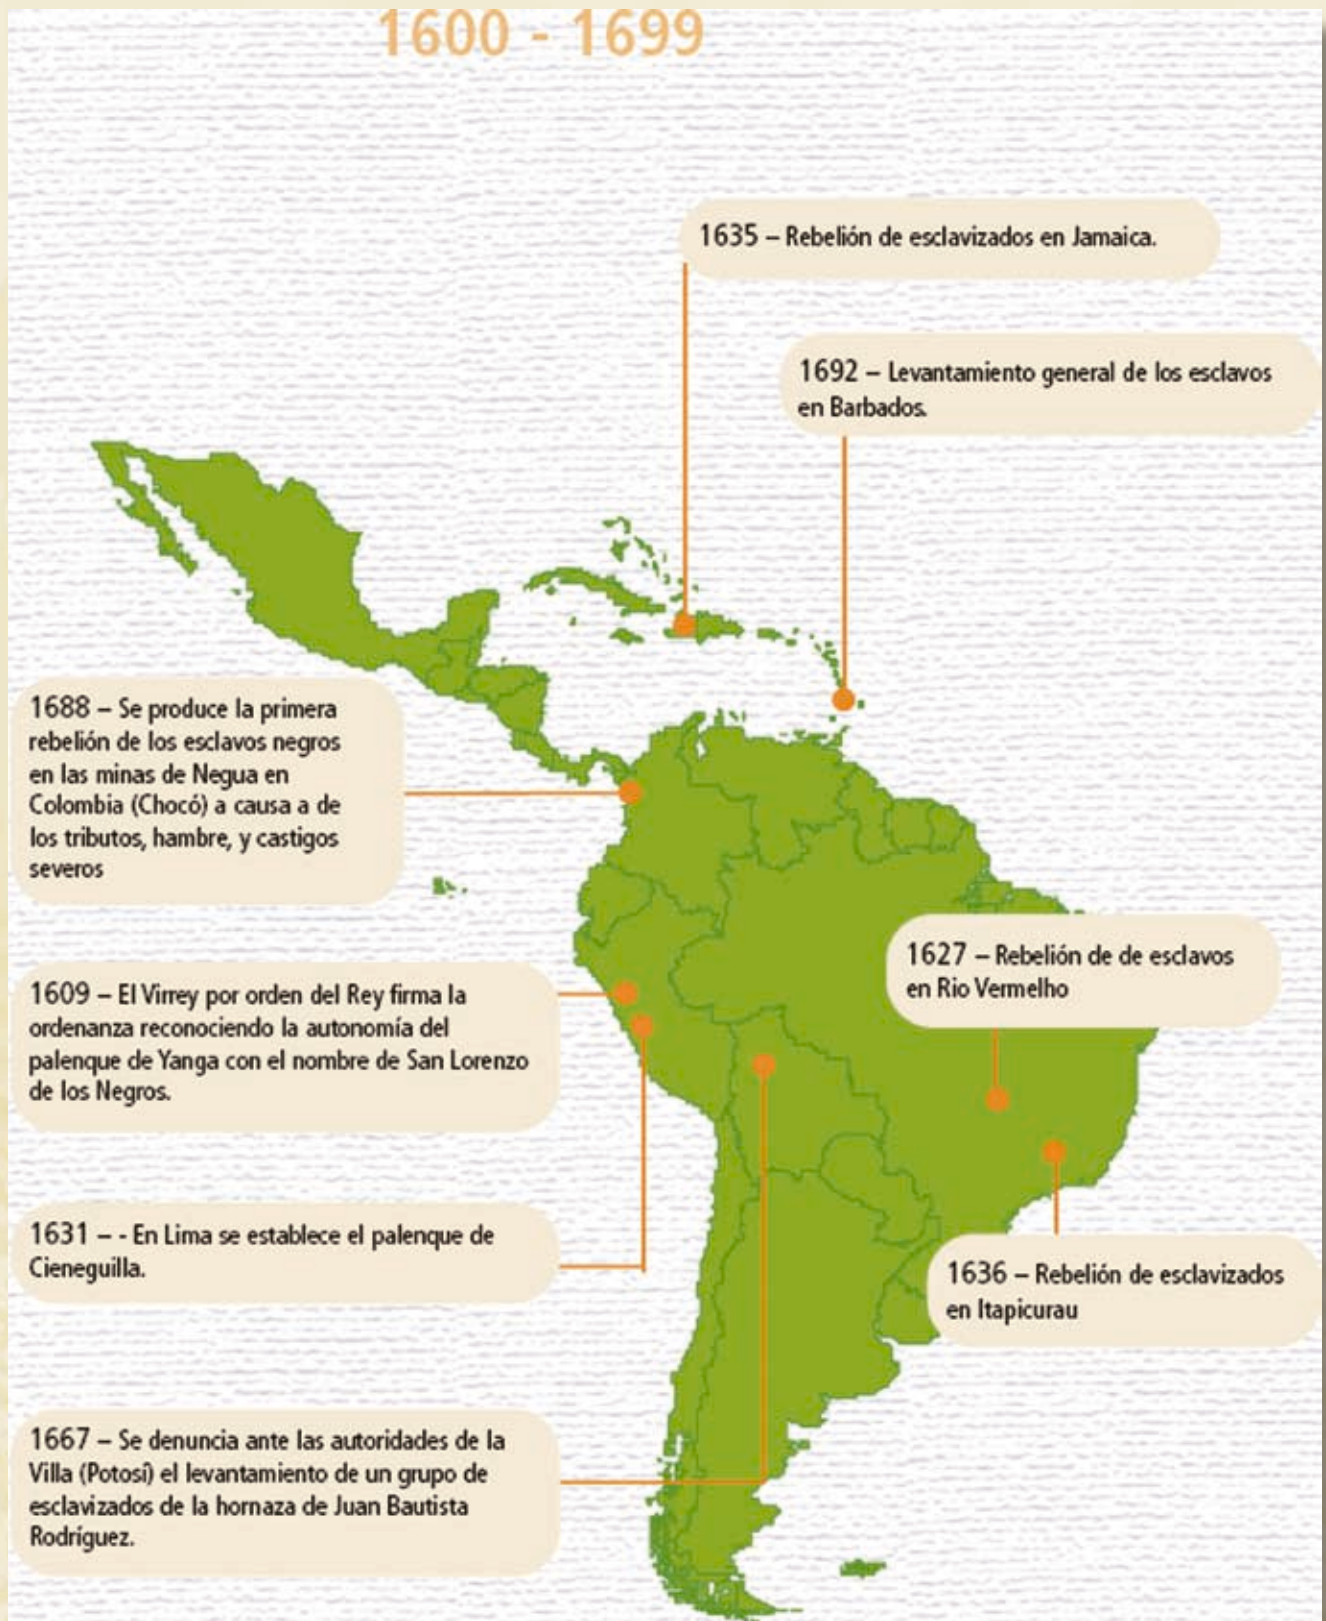 1600 - 1699
1635 – Rebelión de esclavizados en Jamaica.
1692 – Levantamiento general de los esclavos
en Barbados.
1688 – Se produce la primera
rebelión de los esclavos negros
en las minas de Negua en
Colombia (Chocó) a causa a de
los tributos, hambre, y castigos
severos
1627 – Rebelión de de esclavos
en Rio Vermelho
1609 – El Virrey por orden del Rey firma la
ordenanza reconociendo la autonomía del
palenque de Yanga con el nombre de San Lorenzo
de los Negros.
1631 – - En Lima se establece el palenque de
Cieneguilla.
1636 – Rebelión de esclavizados
en Itapicurau
1667 – Se denuncia ante las autoridades de la
Villa (Potosí) el levantamiento de un grupo de
esclavizados de la hornaza de Juan Bautista
Rodríguez.